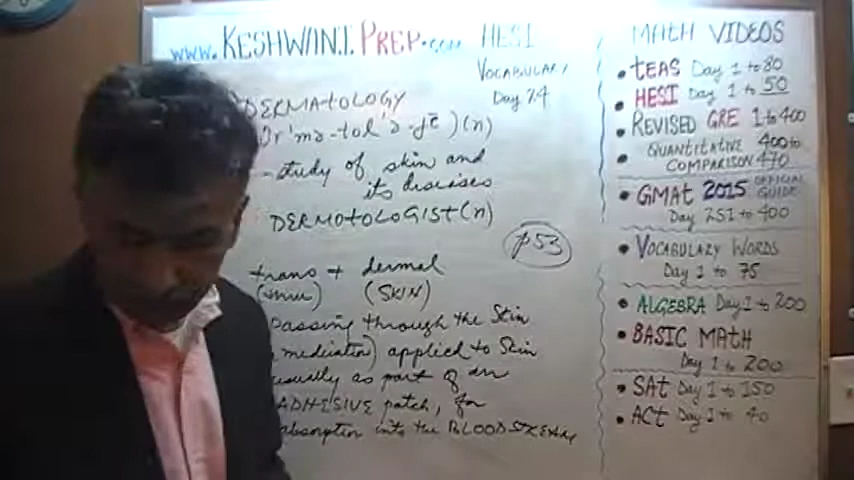 www.KESHWANIPREP.com
HESI
VOCABULARY
Day 24
DERMATOLOGY
(n)
-study of skin and
its diseases
DERMOTOLOGIST(n)
p53
trans + dermal
(SKIN)
Passing through the Skin
medication) applied to Skin
usually as part of an
ADHESIVE patch, for
absorption into the BLOODSTREAM
MATH VIDEOS
• TEAS Day 1 to 80
• HESI Day 1 to 50
• REVISED GRE 1 to 400
• QUANTITATIVE 400 to
COMPARISON 470
• GMAT 2015 OFFICIAL GUIDE
Day 251 to 400
• VOCABULARY WORDS
Day 1 to 75
• ALGEBRA Day 1 to 200
• BASIC MATH
Day 1 to 200
• SAT Day 1 to 150
• ACT Day 1 to 40